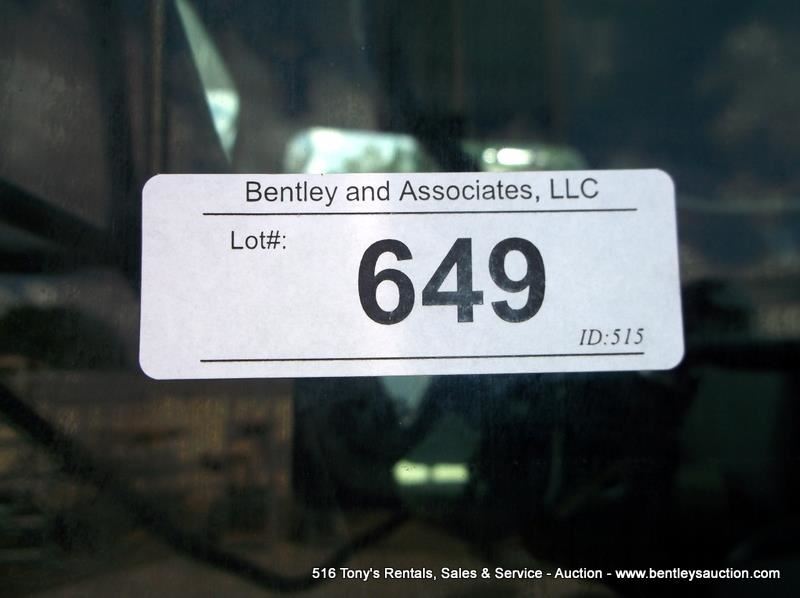 Bentley and Associates, LLC
Lot#:
649
ID:515
516 Tony's Rentals, Sales & Service - Auction - www.bentleysauction.com